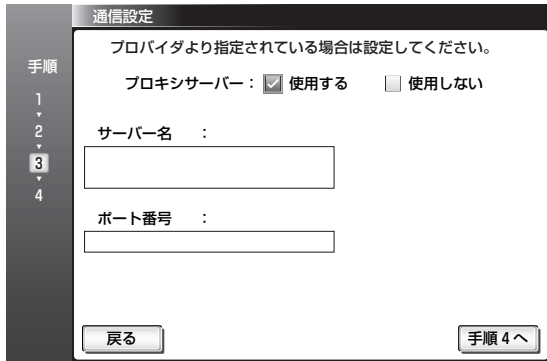 通信設定
プロバイダより指定されている場合は設定してください。
手順
1
2
3
4
プロキシサーバー： 使用する 使用しない
サーバー名 ：
ポート番号 ：
戻る
手順4へ